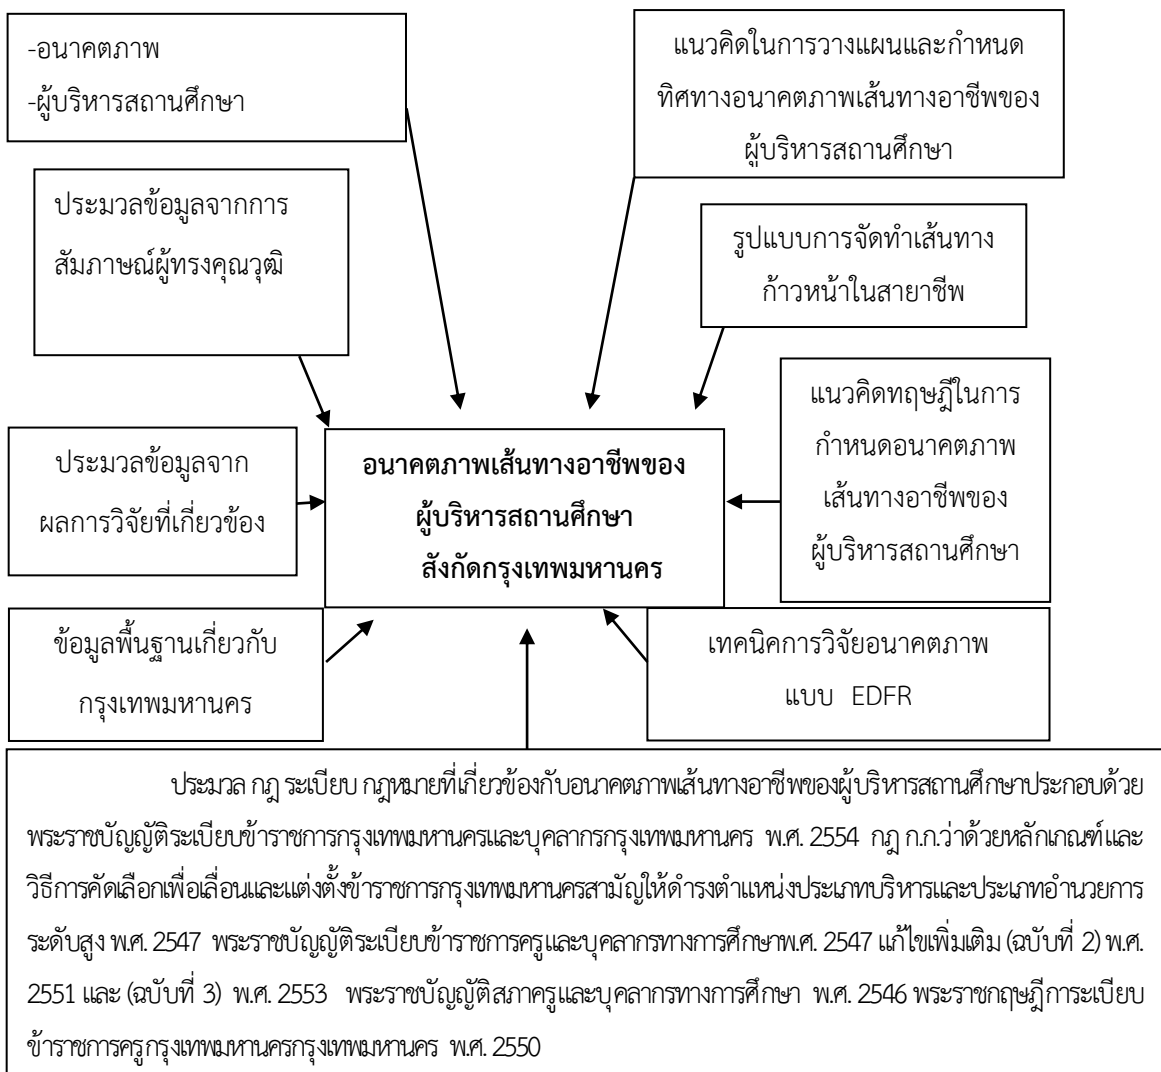 -อนาคตภาพ
-ผู้บริหารสถานศึกษา
แนวคิดในการวางแผนและกำหนด
ทิศทางอนาคตภาพเส้นทางอาชีพของ
ผู้บริหารสถานศึกษา
ประมวลข้อมูลจากการ
สัมภาษณ์ผู้ทรงคุณวุฒิ
รูปแบบการจัดทำเส้นทาง
ก้าวหน้าในสายาชีพ
แนวคิดทฤษฎีในการ
กำหนดอนาคตภาพ
เส้นทางอาชีพของ
ผู้บริหารสถานศึกษา
ประมวลข้อมูลจาก
ผลการวิจัยที่เกี่ยวข้อง
อนาคตภาพเส้นทางอาชีพของ
ผู้บริหารสถานศึกษา
สังกัดกรุงเทพมหานคร
ข้อมูลพื้นฐานเกี่ยวกับ
กรุงเทพมหานคร
เทคนิคการวิจัยอนาคตภาพ
แบบ EDFR
ประมวล กฎ ระเบียบ กฎหมายที่เกี่ยวข้องกับอนาคตภาพเส้นทางอาชีพของผู้บริหารสถานศึกษาประกอบด้วย
พระราชบัญญัติระเบียบข้าราชการกรุงเทพมหานครและบุคลากรกรุงเทพมหานคร พ.ศ. 2554 กฎ ก.ก.ว่าด้วยหลักเกณฑ์และ
วิธีการคัดเลือกเพื่อเลื่อนและแต่งตั้งข้าราชการกรุงเทพมหานครสามัญให้ดำรงตำแหน่งประเภทบริหารและประเภทอำนวยการ
ระดับสูง พ.ศ. 2547 พระราชบัญญัติระเบียบข้าราชการครูและบุคลากรทางการศึกษาพ.ศ. 2547 แก้ไขเพิ่มเติม (ฉบับที่ 2) พ.ศ.
2551 และ (ฉบับที่ 3) พ.ศ. 2553 พระราชบัญญัติสภาครูและบุคลากรทางการศึกษา พ.ศ. 2546 พระราชกฤษฎีการะเบียบ
ข้าราชการครูกรุงเทพมหานครกรุงเทพมหานคร พ.ศ. 2550